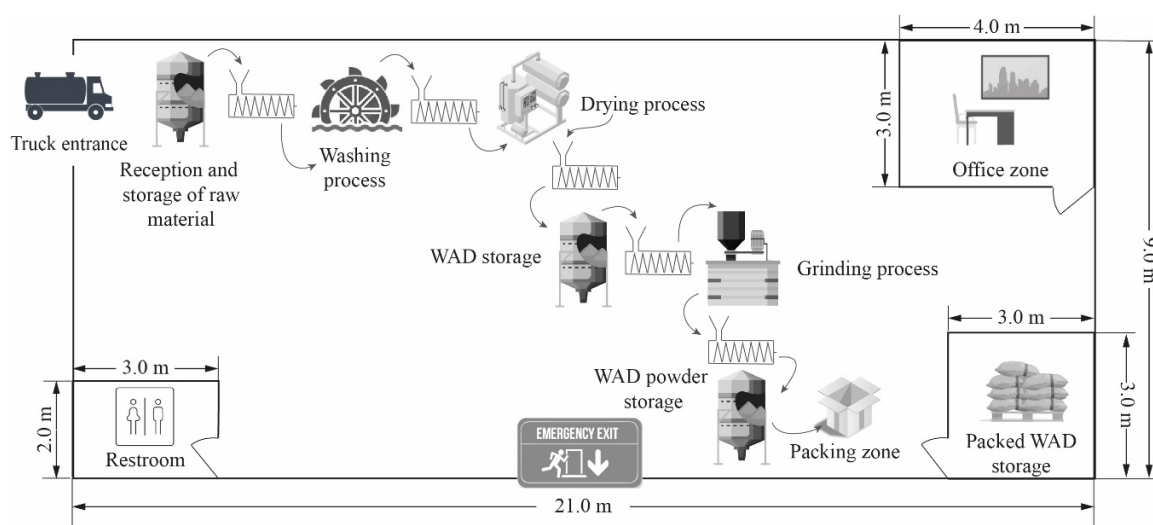 4.0 m
3.0 m
Office zone
9.0 m
Truck entrance
Reception and
storage of raw
material
Washing
process
Drying process
WAD storage
Grinding process
3.0 m
2.0 m
Restroom
WAD powder
storage
EMERGENCY EXIT
Packing zone
3.0 m
3.0 m
Packed WAD
storage
21.0 m